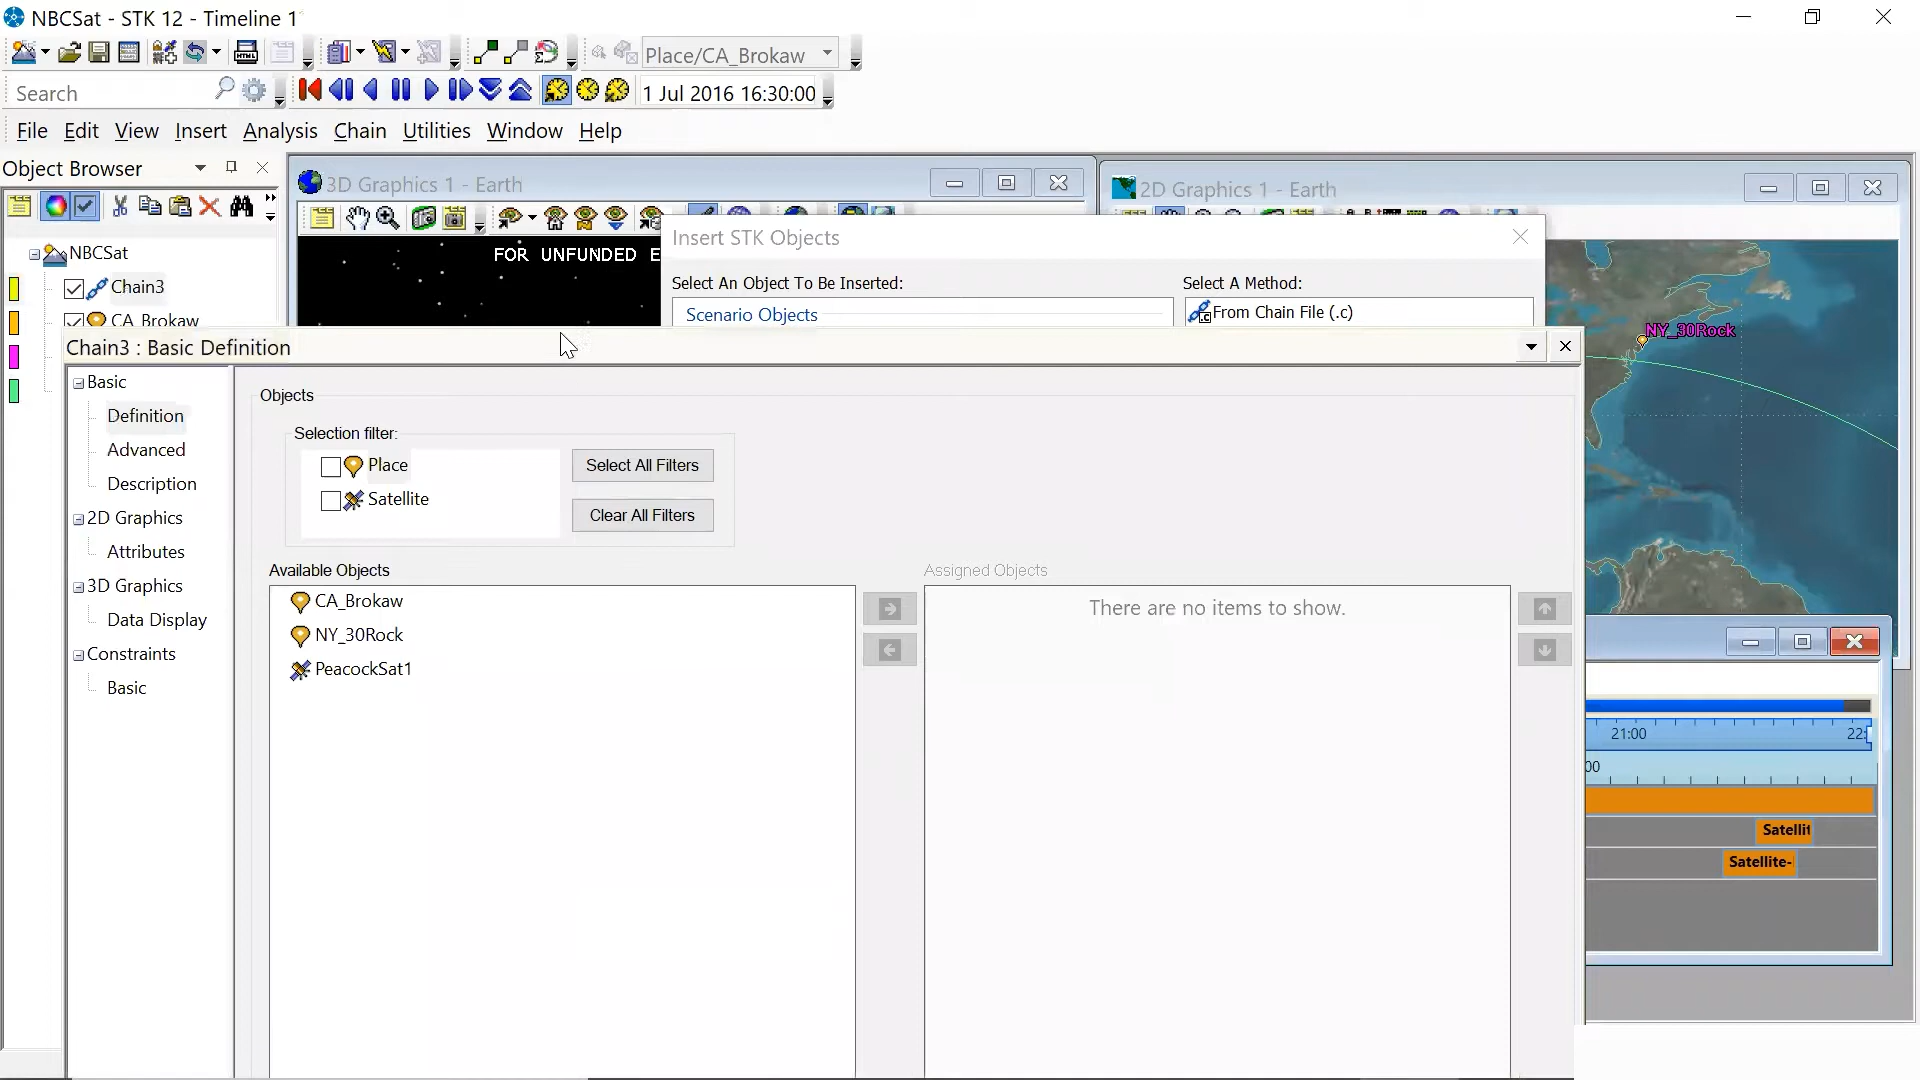 NBCSat - STK 12 - Timeline 1
Place/CA_Brokaw
Search
1 Jul 2016 16:30:00
File Edit View Insert Analysis Chain Utilities Window Help
Object Browser
3D Graphics 1 - Earth
2D Graphics 1 - Earth
NBCSat
Chain3
CA_Brokaw
FOR UNFUNDED E
Insert STK Objects
Select An Object To Be Inserted:
Select A Method:
Scenario Objects
From Chain File (.c)
NY_30Rock
Chain3 : Basic Definition
Basic
Definition
Advanced
Description
2D Graphics
Attributes
3D Graphics
Data Display
Constraints
Basic
Objects
Selection filter:
Place
Satellite
Select All Filters
Clear All Filters
Available Objects
CA_Brokaw
NY_30Rock
PeacockSat1
Assigned Objects
There are no items to show.
21:00
22:
00
Satellit
Satellite-